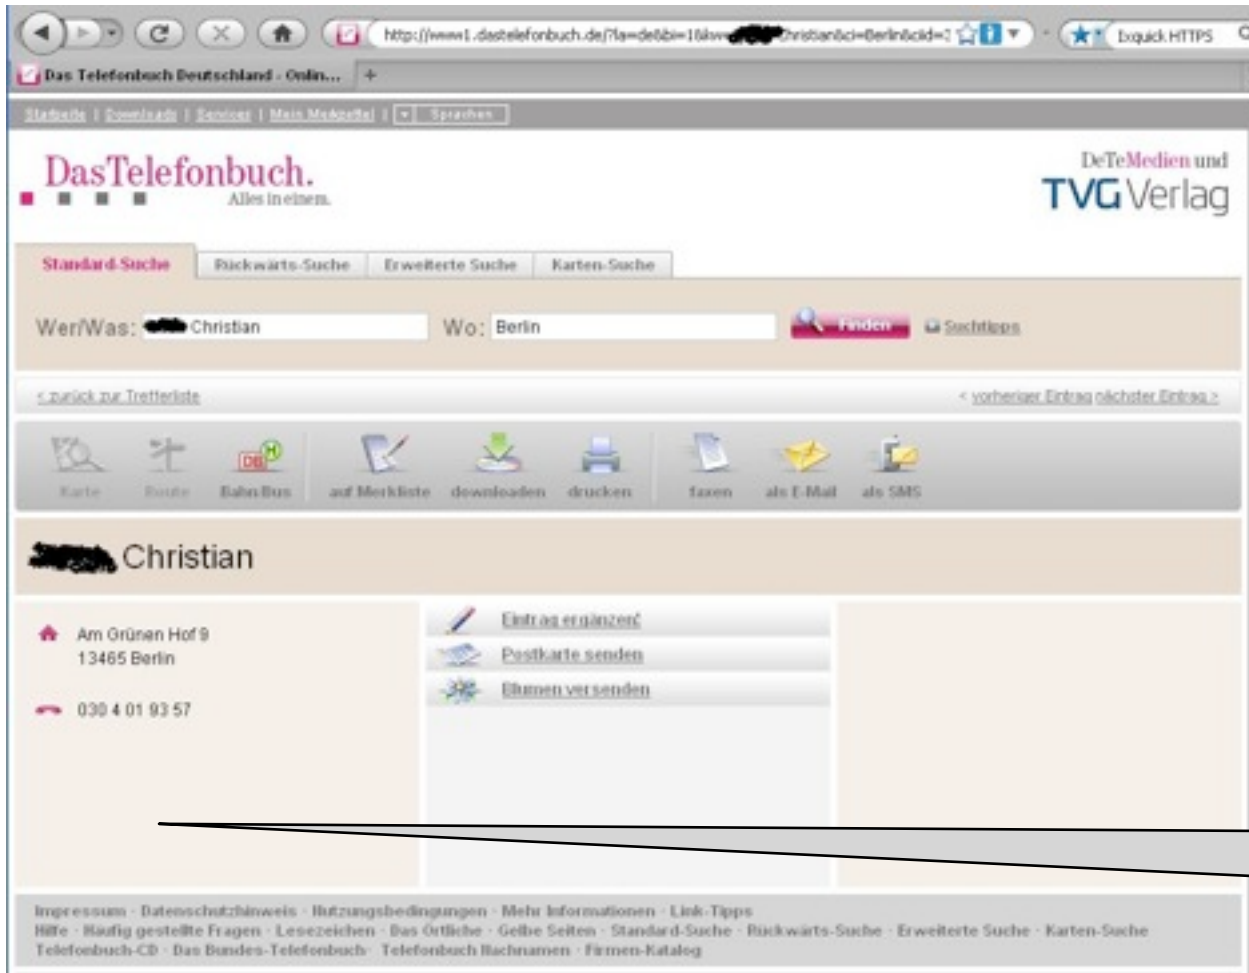 http://www1.dastelefonbuch.de/?la=de&bi=1&kw= Christian&ci=Berlin&cid=
Ixquick HTTPS
Das Telefonbuch Deutschland - Onlin... +
Startseite | Downloads | Services | Mein Merkzettel | Sprachen
DasTelefonbuch.
Alles in einem.
DeTeMedien und
TVG Verlag
Standard-Suche Rückwärts-Suche Erweiterte Suche Karten-Suche
Wer/Was: Christian Wo: Berlin Finden Suchtipps
< zurück zur Trefferliste < vorheriger Eintrag nächster Eintrag >
DB H
Karte Route Bahn/Bus auf Merkliste downloaden drucken faxen als E-Mail als SMS
Christian
Am Grünen Hof 9
13465 Berlin
030 4 01 93 57
Eintrag ergänzen!
Postkarte senden
Blumen versenden
Impressum · Datenschutzhinweis · Nutzungsbedingungen · Mehr Informationen · Link-Tipps
Hilfe · Häufig gestellte Fragen · Lesezeichen · Das Örtliche · Gelbe Seiten · Standard-Suche · Rückwärts-Suche · Erweiterte Suche · Karten-Suche
Telefonbuch-CD · Das Bundes-Telefonbuch · Telefonbuch Nachnamen · Firmen-Katalog